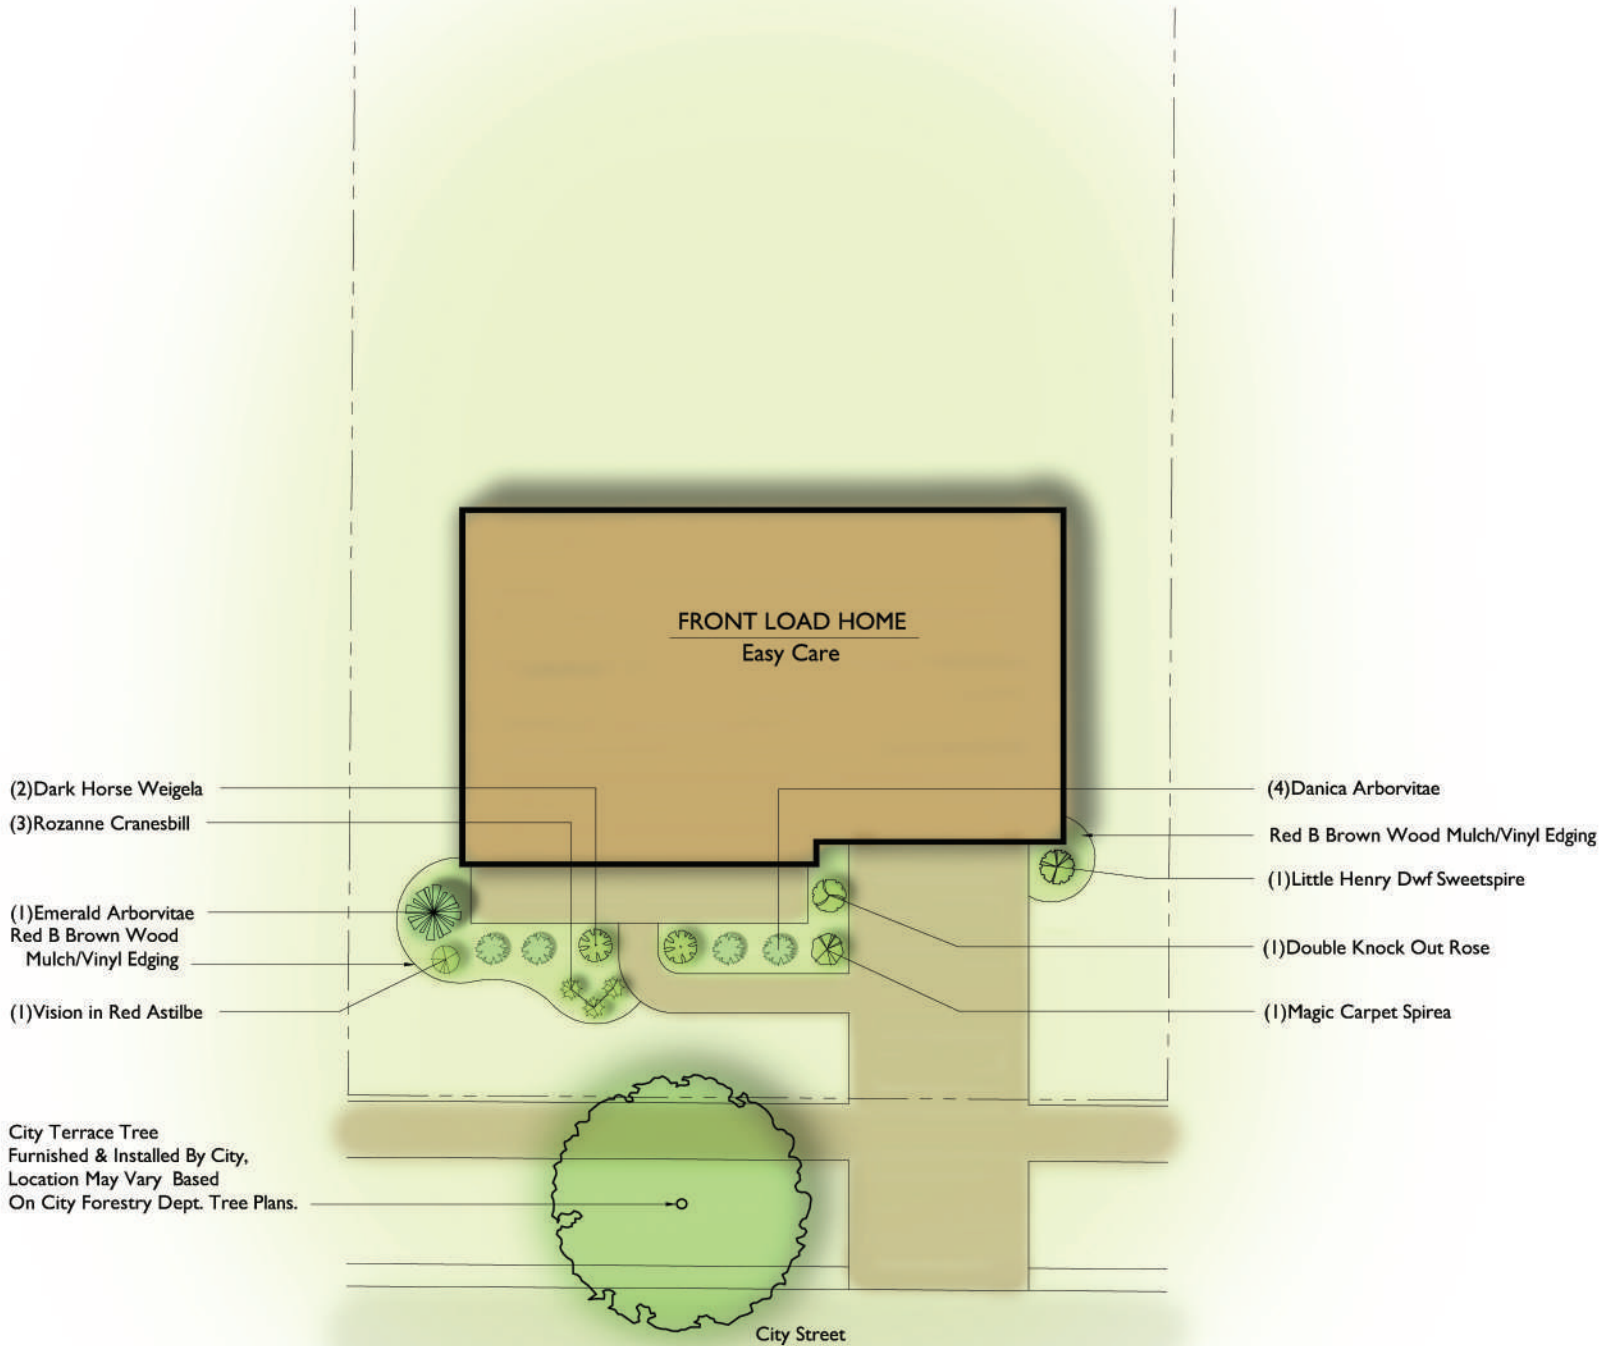 FRONT LOAD HOME
Easy Care
(2)Dark Horse Weigela
(3)Rozanne Cranesbill
(1)Emerald Arborvitae
Red B Brown Wood
Mulch/Vinyl Edging
(1)Vision in Red Astilbe
City Terrace Tree
Furnished & Installed By City,
Location May Vary Based
On City Forestry Dept. Tree Plans.
(4)Danica Arborvitae
Red B Brown Wood Mulch/Vinyl Edging
(1)Little Henry Dwf Sweetspire
(1)Double Knock Out Rose
(1)Magic Carpet Spirea
City Street